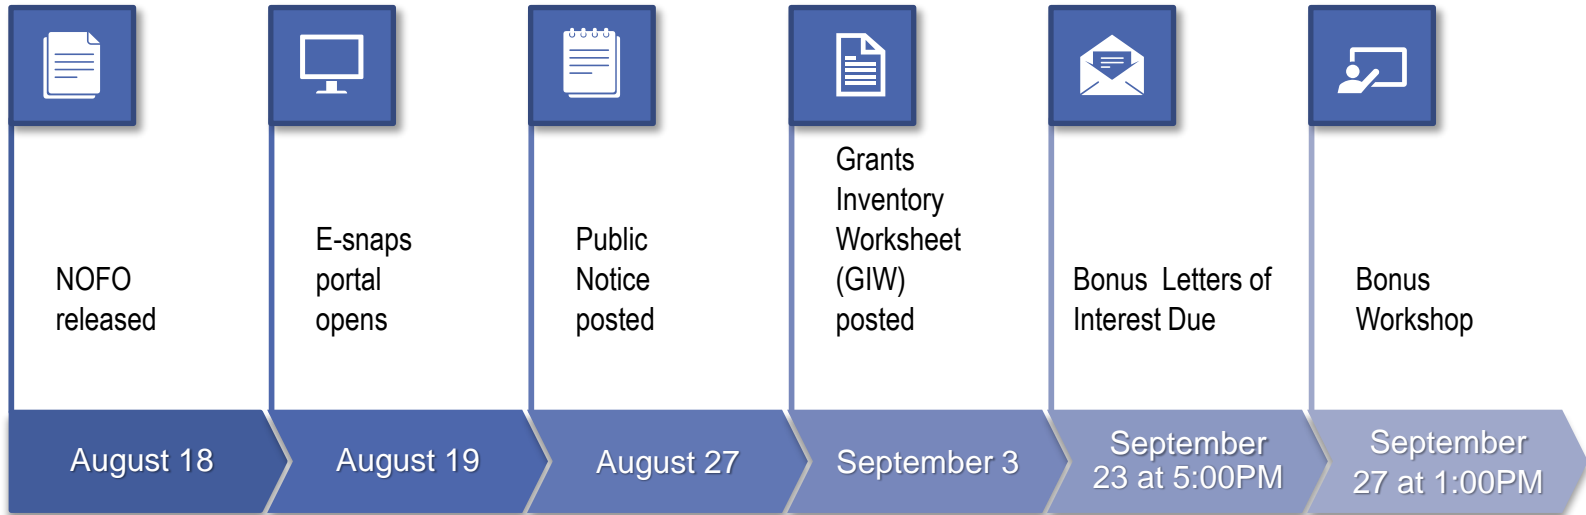 NOFO
released
E-snaps
portal
opens
Public
Notice
posted
Grants
Inventory
Worksheet
(GIW)
posted
Bonus  Letters of
Interest Due
Bonus
Workshop
August 18
August 19
August 27
September 3
September
23 at 5:00PM
September
27 at 1:00PM